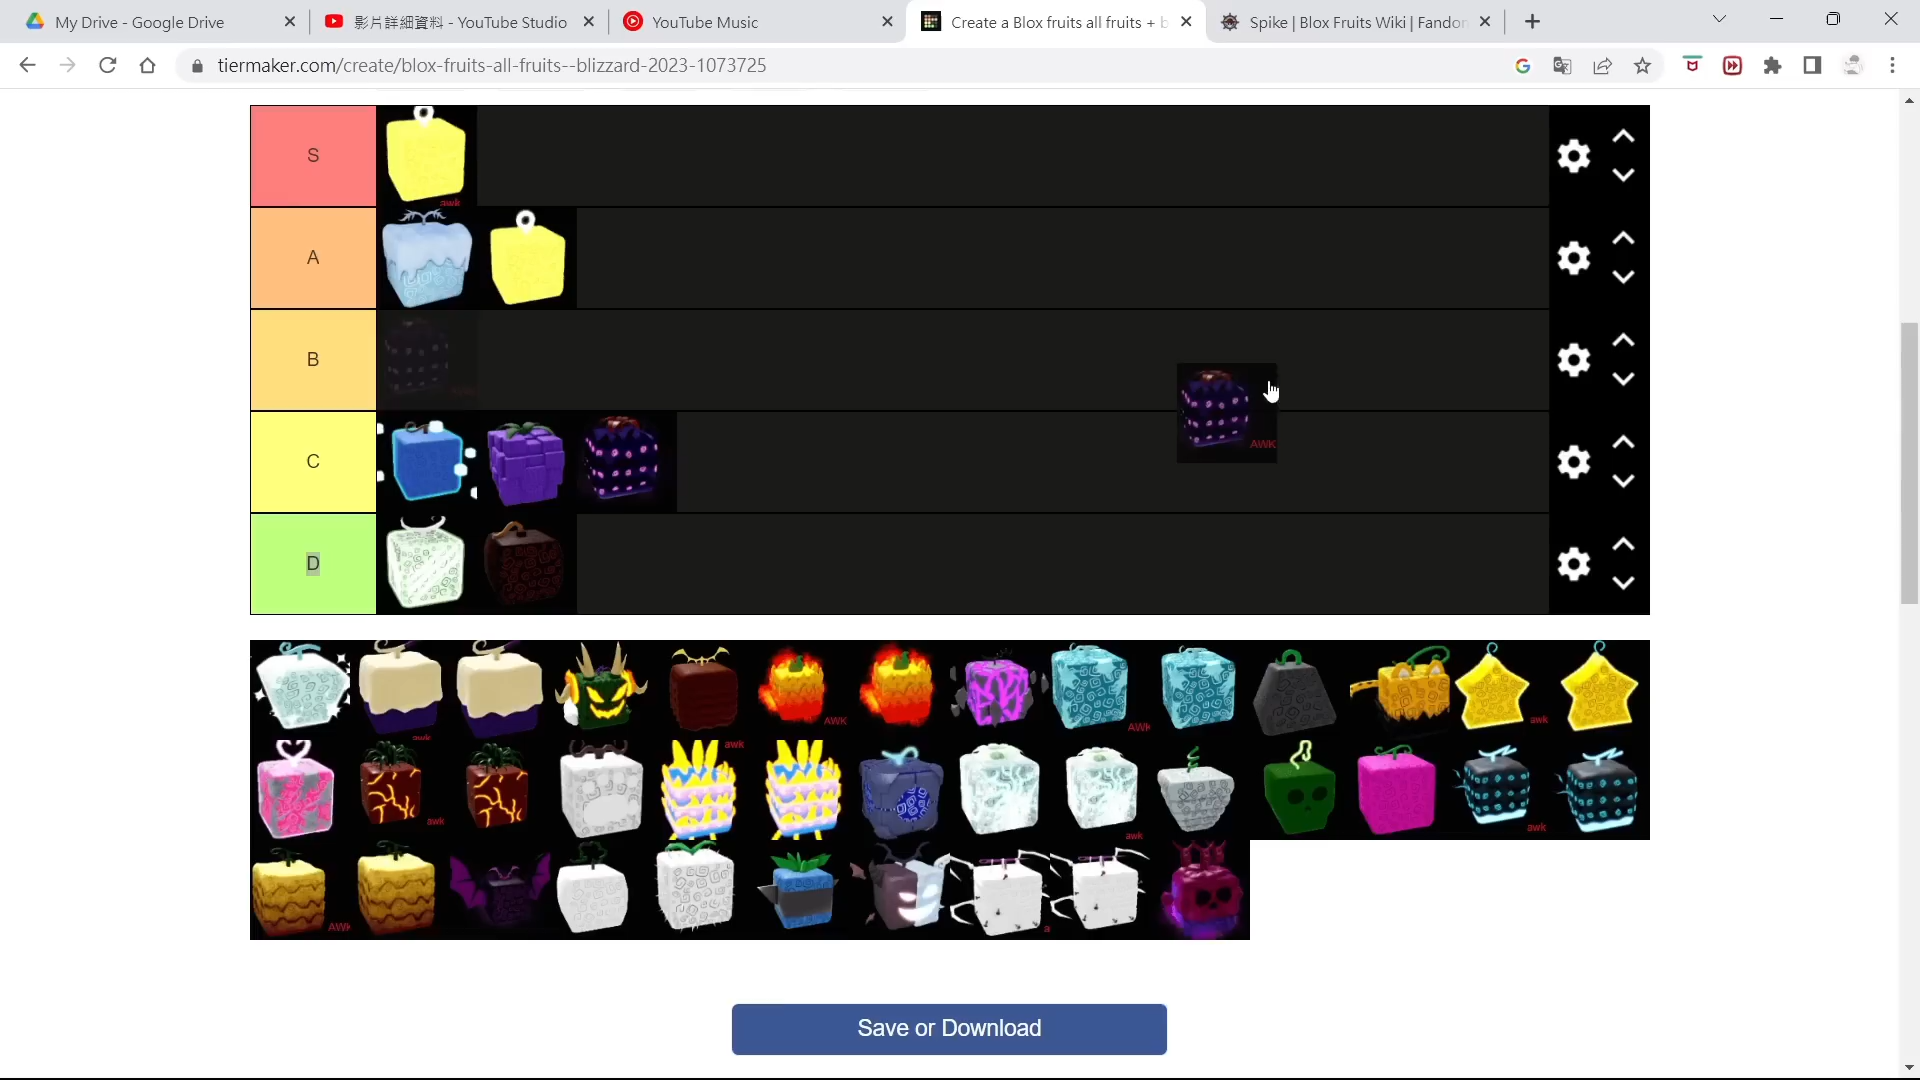 My Drive - Google Drive
影片詳細資料 - YouTube Studio
YouTube Music
Create a Blox fruits all fruits + b
Spike | Blox Fruits Wiki | Fandom
tiermaker.com/create/blox-fruits-all-fruits--blizzard-2023-1073725
S
awk
A
B
AWK
C
D
AWK
AWK
awk
awk
awk
awk
awk
awk
AWK
a
Save or Download